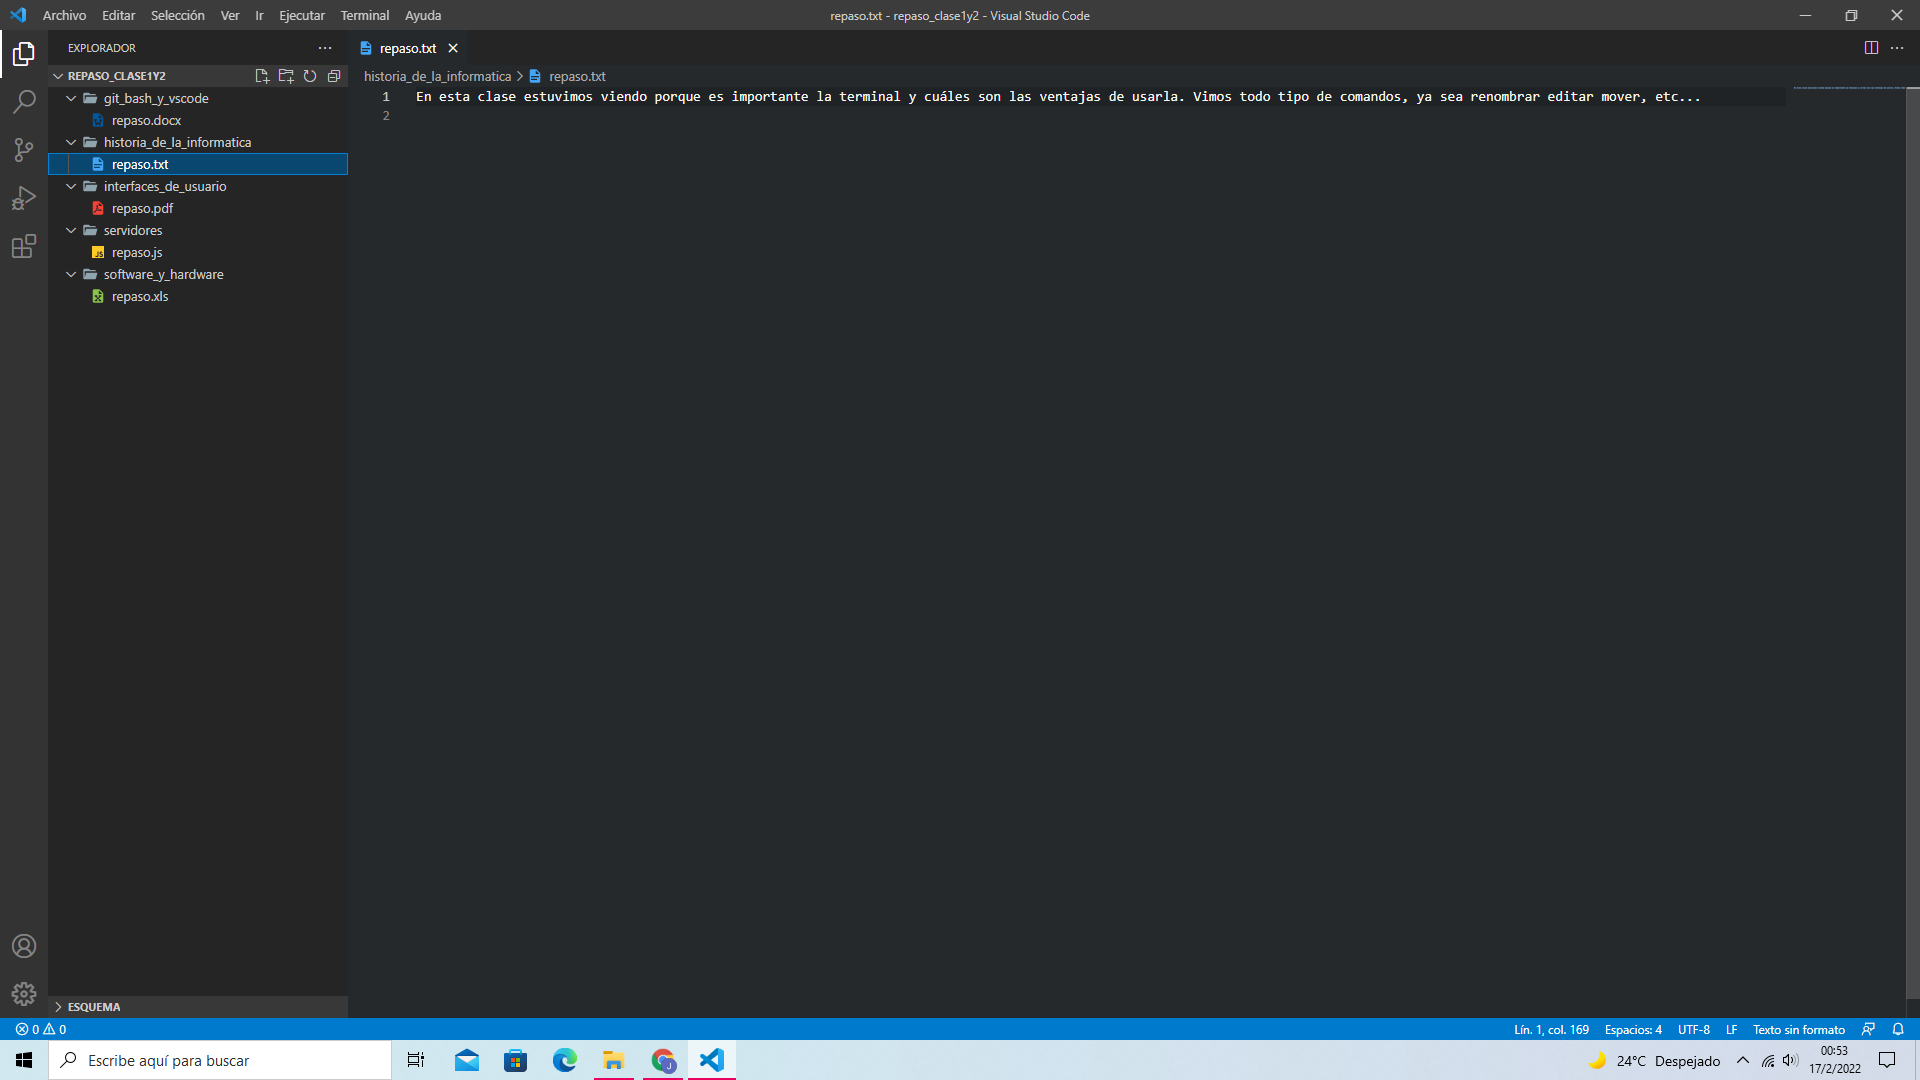 Archivo Editar Selección Ver Ir Ejecutar Terminal Ayuda
repaso.txt - repaso_clase1y2 - Visual Studio Code
EXPLORADOR
repaso.txt
REPASO_CLASE1Y2
historia_de_la_informatica > repaso.txt
git_bash_y_vscode
repaso.docx
historia_de_la_informatica
repaso.txt
interfaces_de_usuario
repaso.pdf
servidores
repaso.js
software_y_hardware
repaso.xls
1 En esta clase estuvimos viendo porque es importante la terminal y cuáles son las ventajas de usarla. Vimos todo tipo de comandos, ya sea renombrar editar mover, etc...
2
ESQUEMA
0 0
Lín. 1, col. 169 Espacios: 4 UTF-8 LF Texto sin formato
Escribe aquí para buscar
24°C Despejado
00:53
17/2/2022